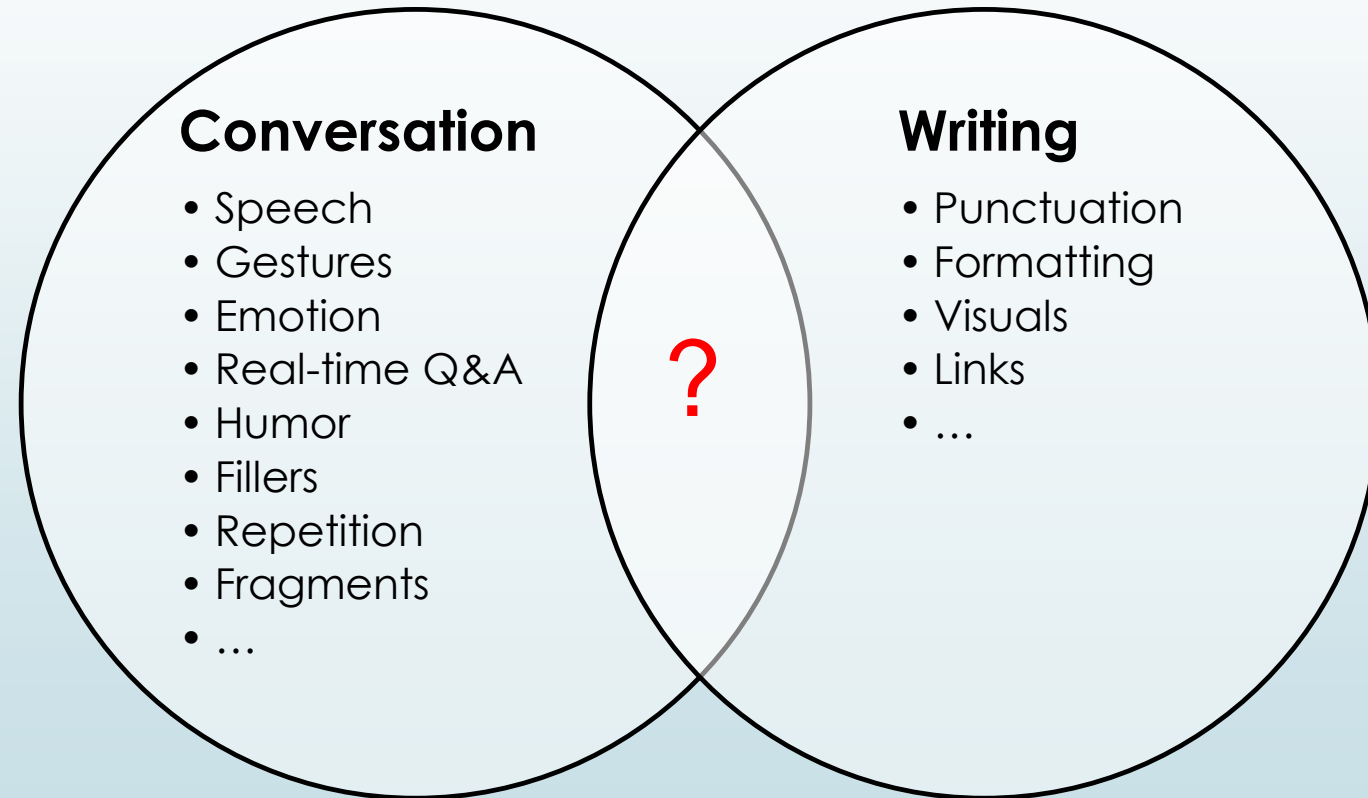 Conversation
• Speech
• Gestures
• Emotion
• Real-time Q&A
• Humor
• Fillers
• Repetition
• Fragments
• …
?
Writing
• Punctuation
• Formatting
• Visuals
• Links
• …